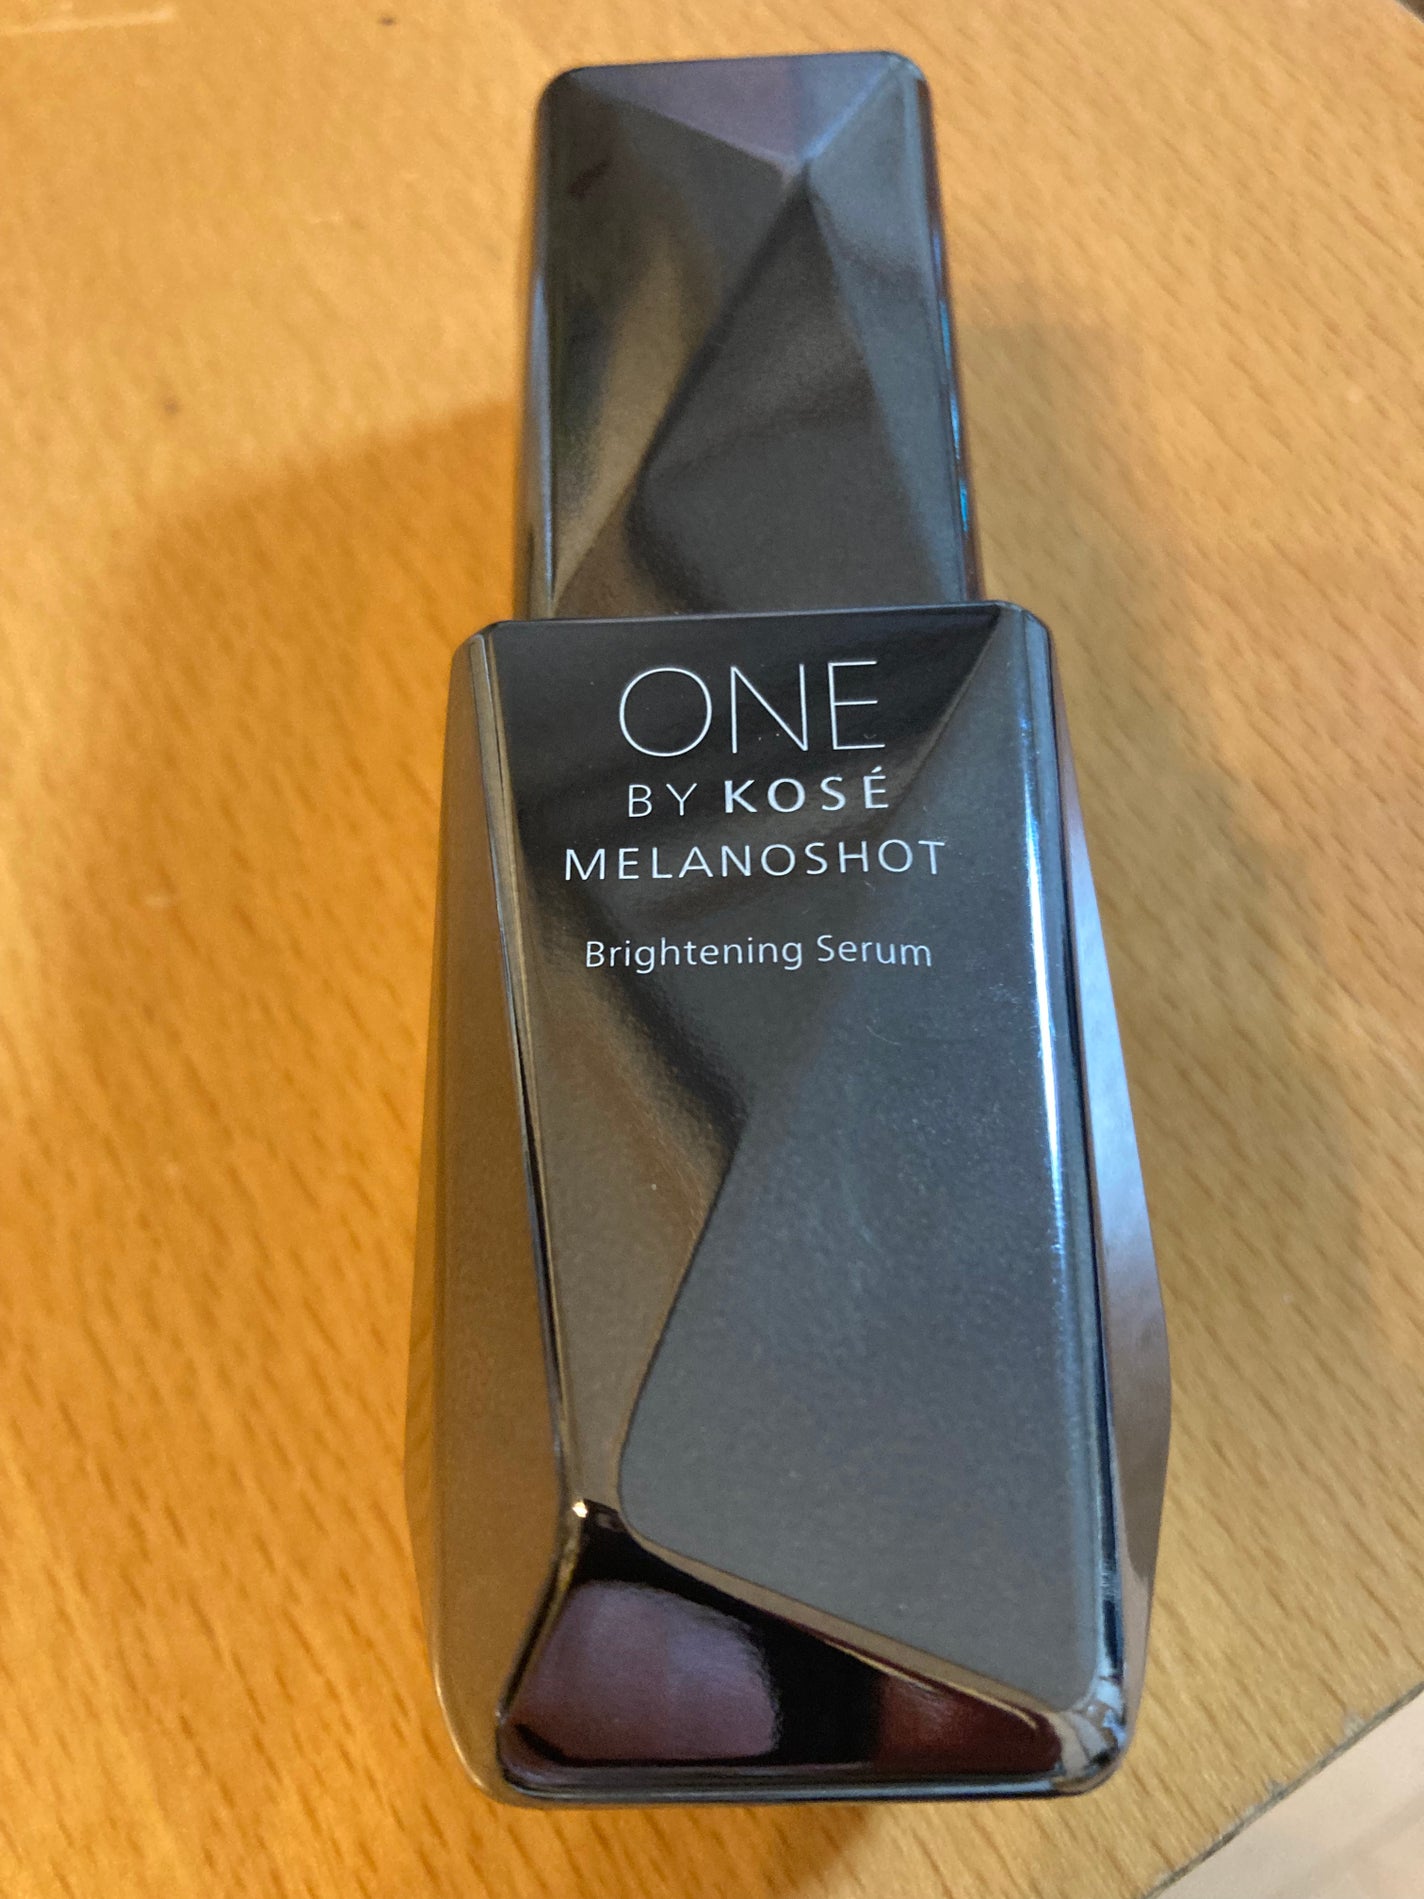 ONE
BY KOSÉ
MELANOSHOT
Brightening Serum